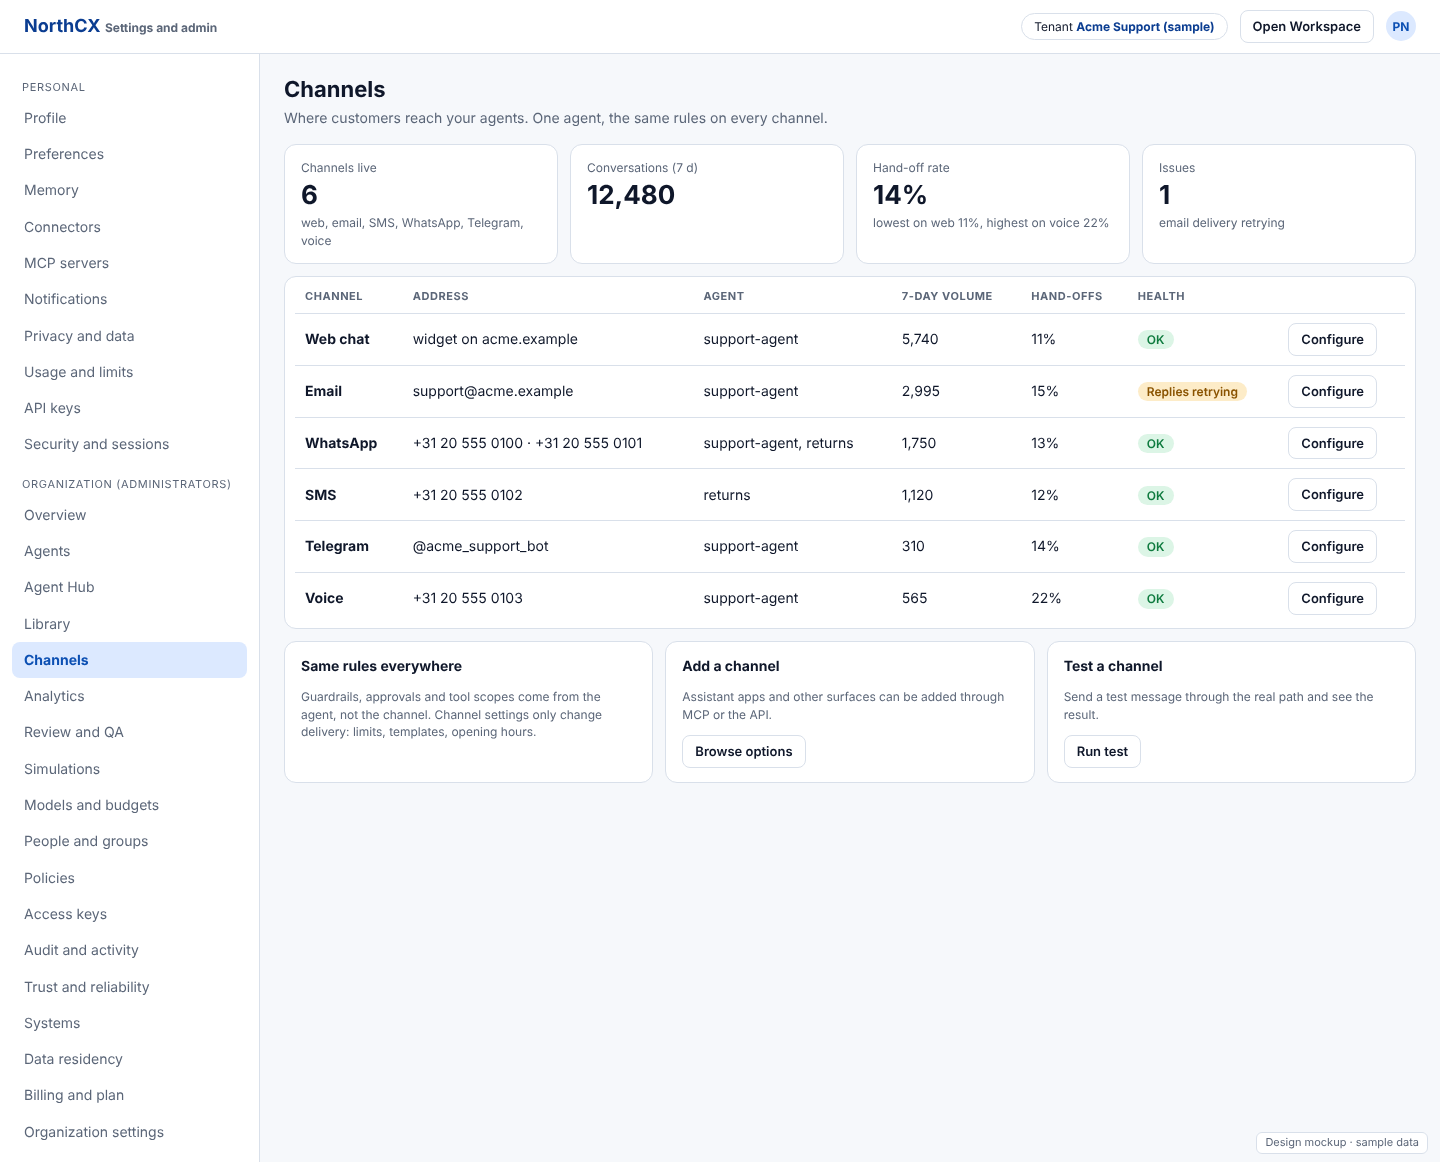 NorthCX Settings and admin
Tenant Acme Support (sample)
Open Workspace
PN
PERSONAL
Profile
Preferences
Memory
Connectors
MCP servers
Notifications
Privacy and data
Usage and limits
API keys
Security and sessions
ORGANIZATION (ADMINISTRATORS)
Overview
Agents
Agent Hub
Library
Channels
Analytics
Review and QA
Simulations
Models and budgets
People and groups
Policies
Access keys
Audit and activity
Trust and reliability
Systems
Data residency
Billing and plan
Organization settings
Channels
Where customers reach your agents. One agent, the same rules on every channel.
Channels live
6
web, email, SMS, WhatsApp, Telegram,
voice
Conversations (7 d)
12,480
Hand-off rate
14%
lowest on web 11%, highest on voice 22%
Issues
1
email delivery retrying
CHANNEL ADDRESS AGENT 7-DAY VOLUME HAND-OFFS HEALTH
Web chat widget on acme.example support-agent 5,740 11% OK Configure
Email support@acme.example support-agent 2,995 15% Replies retrying Configure
WhatsApp +31 20 555 0100 · +31 20 555 0101 support-agent, returns 1,750 13% OK Configure
SMS +31 20 555 0102 returns 1,120 12% OK Configure
Telegram @acme_support_bot support-agent 310 14% OK Configure
Voice +31 20 555 0103 support-agent 565 22% OK Configure
Same rules everywhere
Guardrails, approvals and tool scopes come from the
agent, not the channel. Channel settings only change
delivery: limits, templates, opening hours.
Add a channel
Assistant apps and other surfaces can be added through
MCP or the API.
Browse options
Test a channel
Send a test message through the real path and see the
result.
Run test
Design mockup · sample data